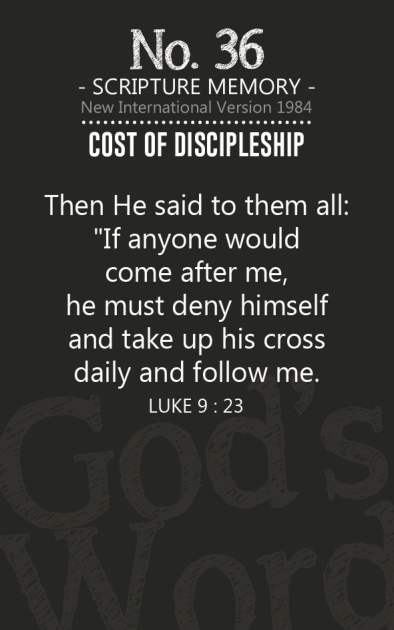 No. 36
- SCRIPTURE MEMORY -
New International Version 1984
COST OF DISCIPLESHIP
Then He said to them all:
"If anyone would
come after me,
he must deny himself
and take up his cross
daily and follow me.
LUKE 9 : 23
God's
Word